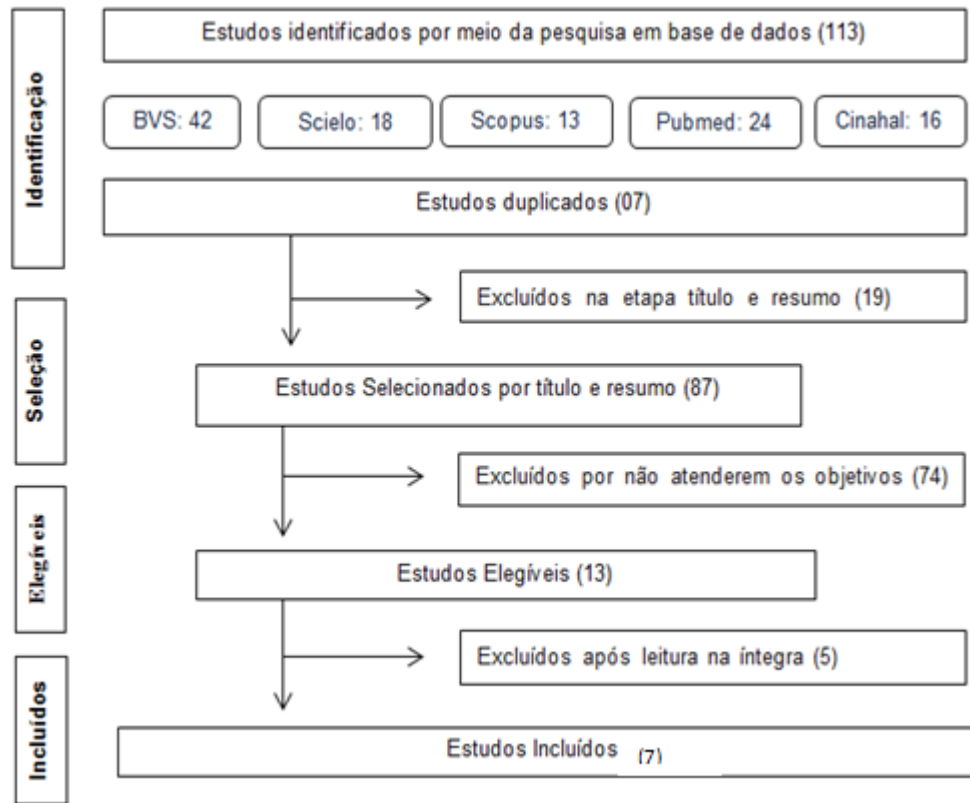 Identificação
Estudos identificados por meio da pesquisa em base de dados (113)
BVS: 42
Scielo: 18
Scopus: 13
Pubmed: 24
Cinahal: 16
Estudos duplicados (07)
Excluídos na etapa título e resumo (19)
Seleção
Estudos Selecionados por título e resumo (87)
Excluídos por não atenderem os objetivos (74)
Elegíveis
Estudos Elegíveis (13)
Excluídos após leitura na íntegra (5)
Incluídos
Estudos Incluídos (7)